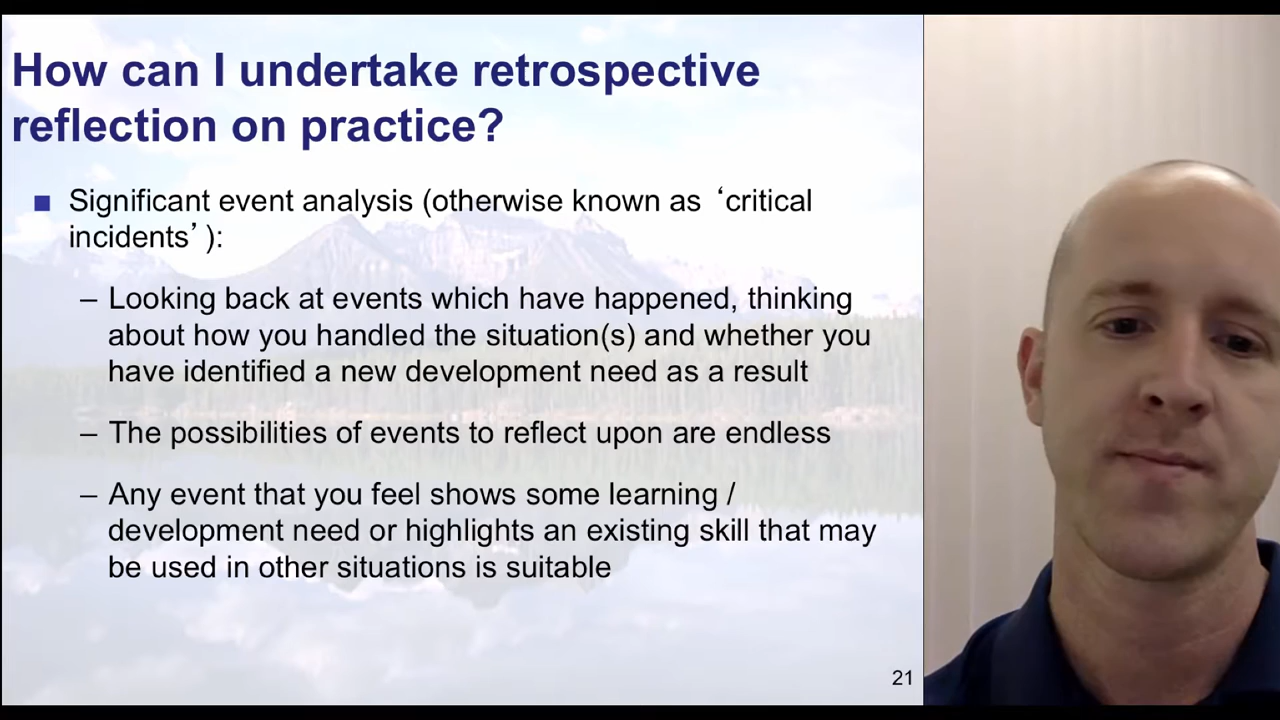 How can I undertake retrospective
reflection on practice?
Significant event analysis (otherwise known as ‘critical
incidents’):
– Looking back at events which have happened, thinking
about how you handled the situation(s) and whether you
have identified a new development need as a result
– The possibilities of events to reflect upon are endless
– Any event that you feel shows some learning /
development need or highlights an existing skill that may
be used in other situations is suitable
21